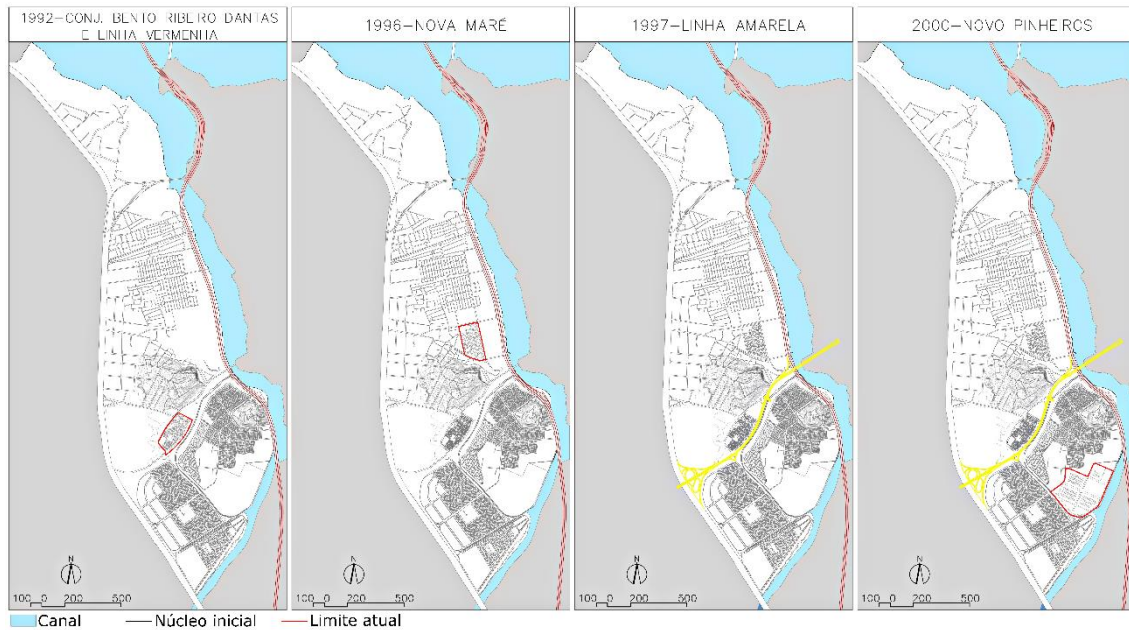 1992-CONJ. BENTO RIBEIRO DANTAS
E LINHA VERMENHA
1996-NOVA MARÉ
1997-LINHA AMARELA
2000-NOVO PINHEIROS
N
100 0 200 500
N
100 0 200 500
N
100 0 200 500
N
100 0 200 500
Canal
Núcleo inicial
Limite atual